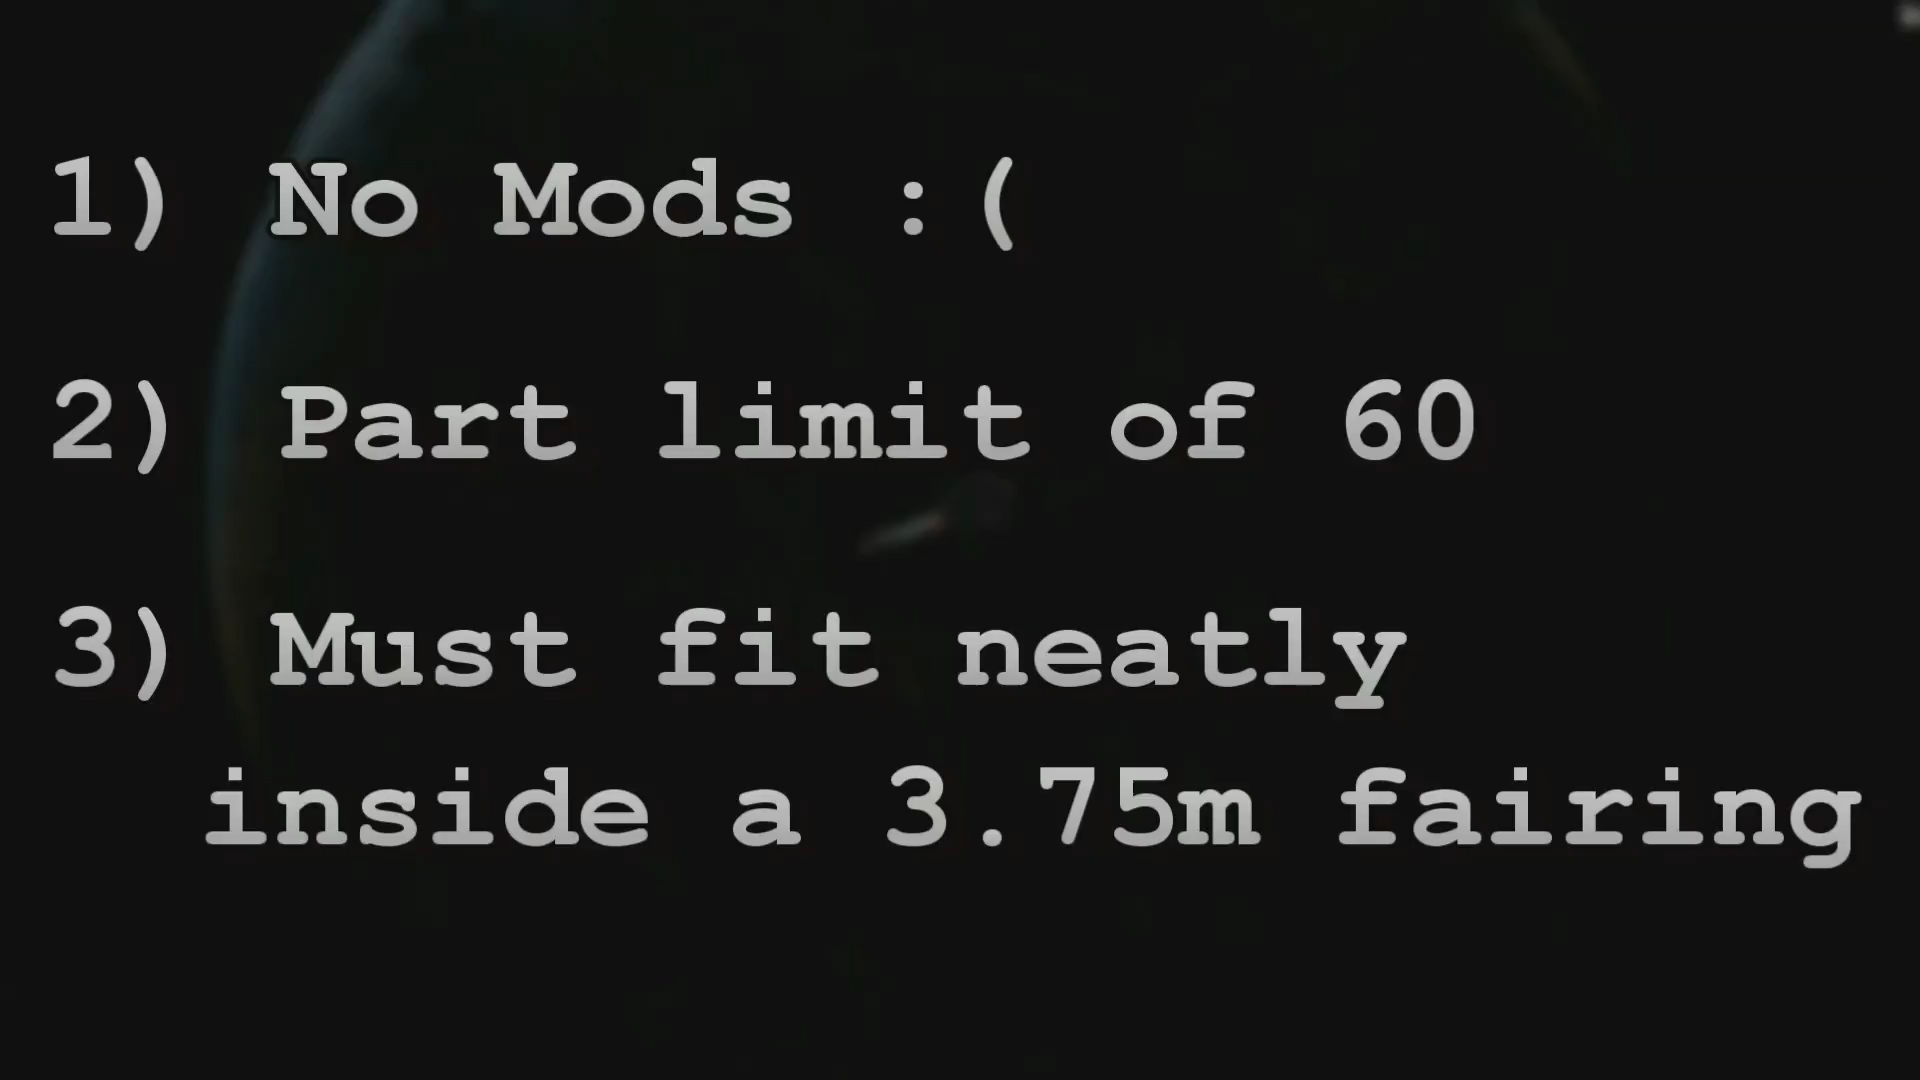 1) No Mods :(
2) Part limit of 60
3) Must fit neatly
inside a 3.75m fairing